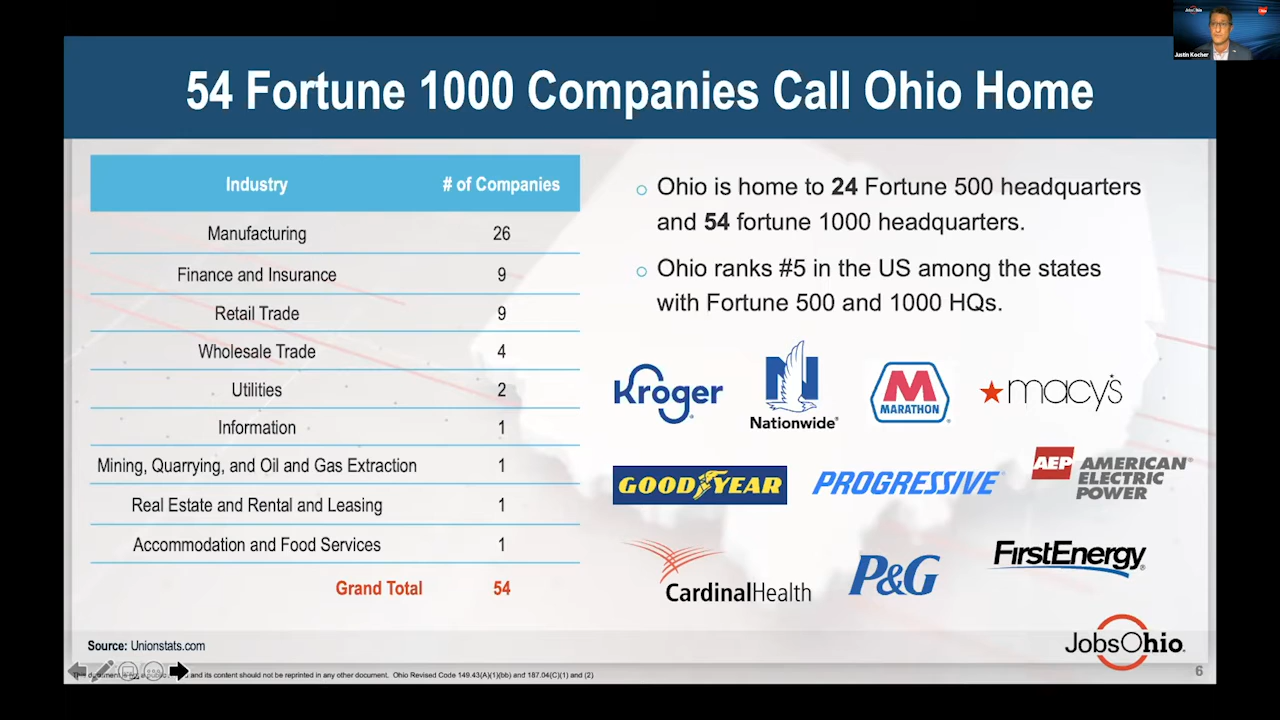 JobsOhio
Justin Kocher
54 Fortune 1000 Companies Call Ohio Home
Industry # of Companies
Manufacturing 26
Finance and Insurance 9
Retail Trade 9
Wholesale Trade 4
Utilities 2
Information 1
Mining, Quarrying, and Oil and Gas Extraction 1
Real Estate and Rental and Leasing 1
Accommodation and Food Services 1
Grand Total 54
Source: Unionstats.com
Ohio is home to 24 Fortune 500 headquarters
and 54 fortune 1000 headquarters.
Ohio ranks #5 in the US among the states
with Fortune 500 and 1000 HQs.
Kroger
Nationwide®
M
MARATHON
macy's
GOODYEAR
PROGRESSIVE
AEP AMERICAN®
ELECTRIC
POWER
CardinalHealth
P&G
FirstEnergy®
JobsOhio
and its content should not be reprinted in any other document. Ohio Revised Code 149.43(A)(1)(bb) and 187.04(C)(1) and (2)
6